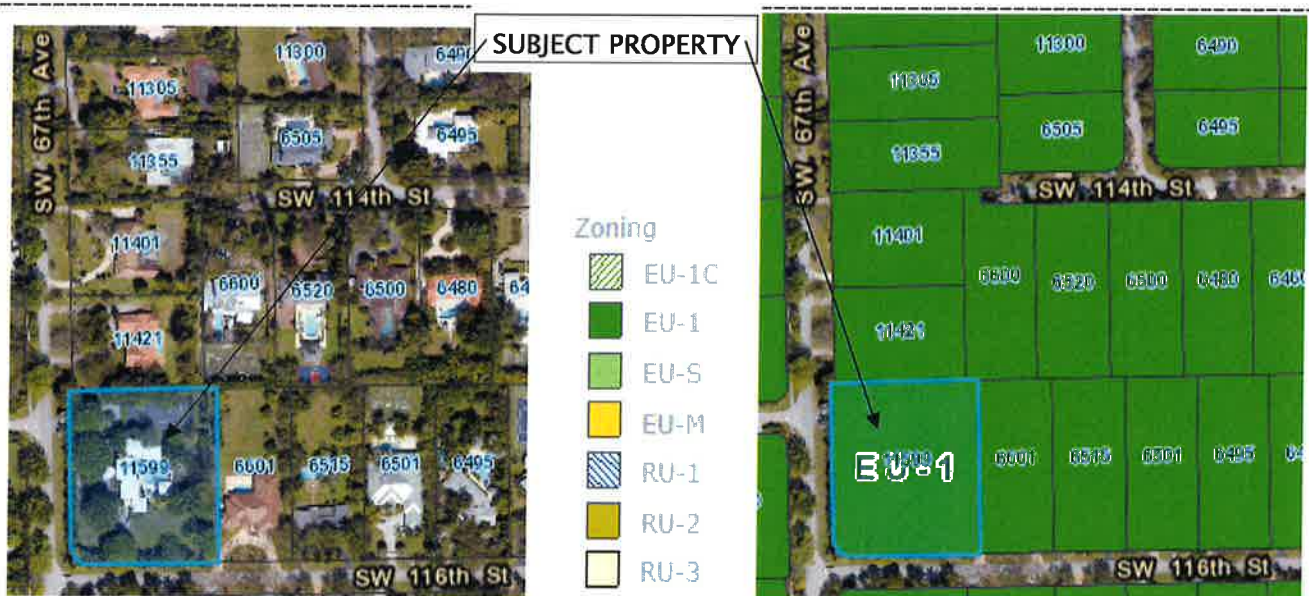 SUBJECT PROPERTY
SW 67th Ave
11305
11300
6490
11355
6505
6495
SW 114th St
11401
6600
6520
6500
6480
11421
11599
6601
6515
6501
6495
SW 116th St
Zoning
EU-1C
EU-1
EU-S
EU-M
RU-1
RU-2
RU-3
SW 67th Ave
11305
11300
6490
11355
6505
6495
SW 114th St
11401
6600
6520
6500
6480
6460
11421
EU-1
6601
6515
6501
6495
SW 116th St